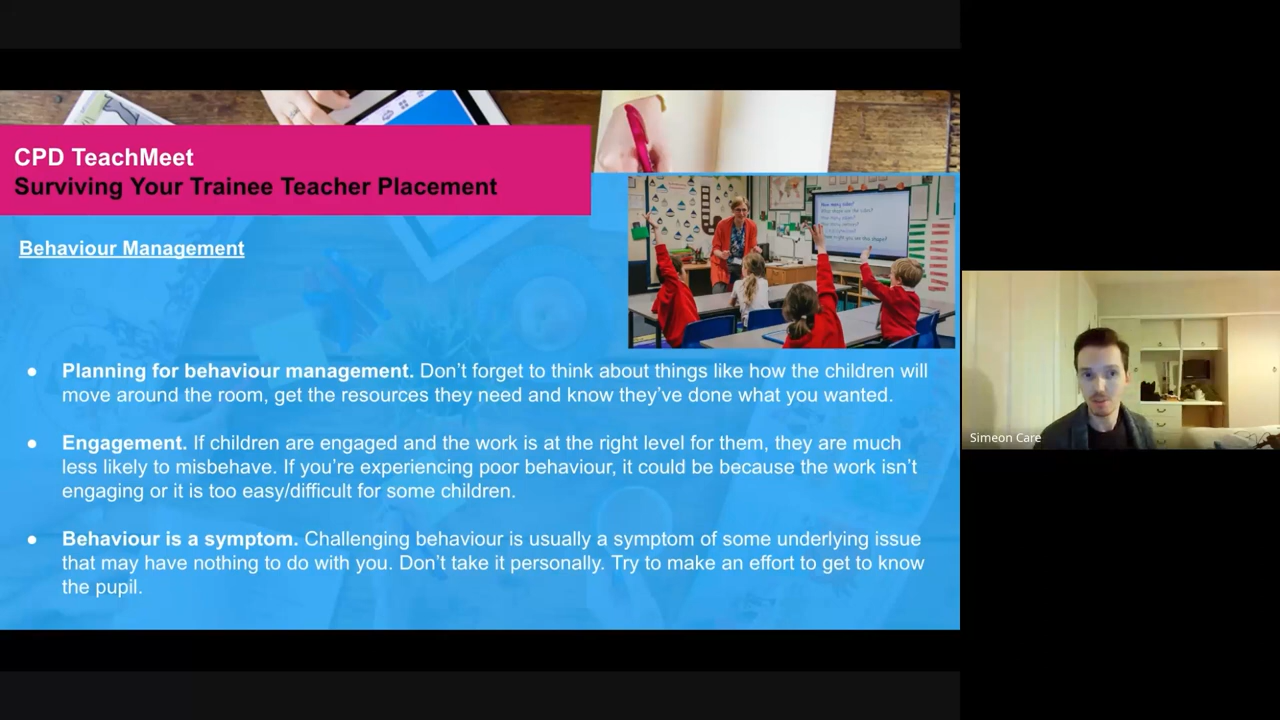 CPD TeachMeet
Surviving Your Trainee Teacher Placement
Behaviour Management
● Planning for behaviour management. Don’t forget to think about things like how the children will
move around the room, get the resources they need and know they’ve done what you wanted.
● Engagement. If children are engaged and the work is at the right level for them, they are much
less likely to misbehave. If you’re experiencing poor behaviour, it could be because the work isn’t
engaging or it is too easy/difficult for some children.
● Behaviour is a symptom. Challenging behaviour is usually a symptom of some underlying issue
that may have nothing to do with you. Don’t take it personally. Try to make an effort to get to know
the pupil.
Simeon Care